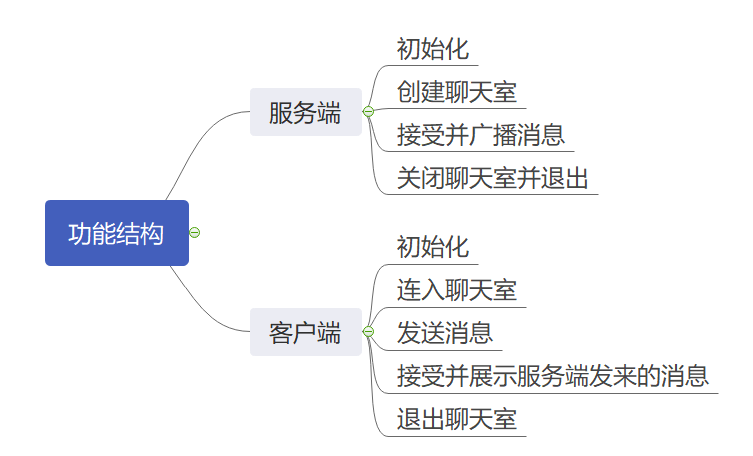 功能结构
服务端
初始化
创建聊天室
接受并广播消息
关闭聊天室并退出
客户端
初始化
连入聊天室
发送消息
接受并展示服务端发来的消息
退出聊天室